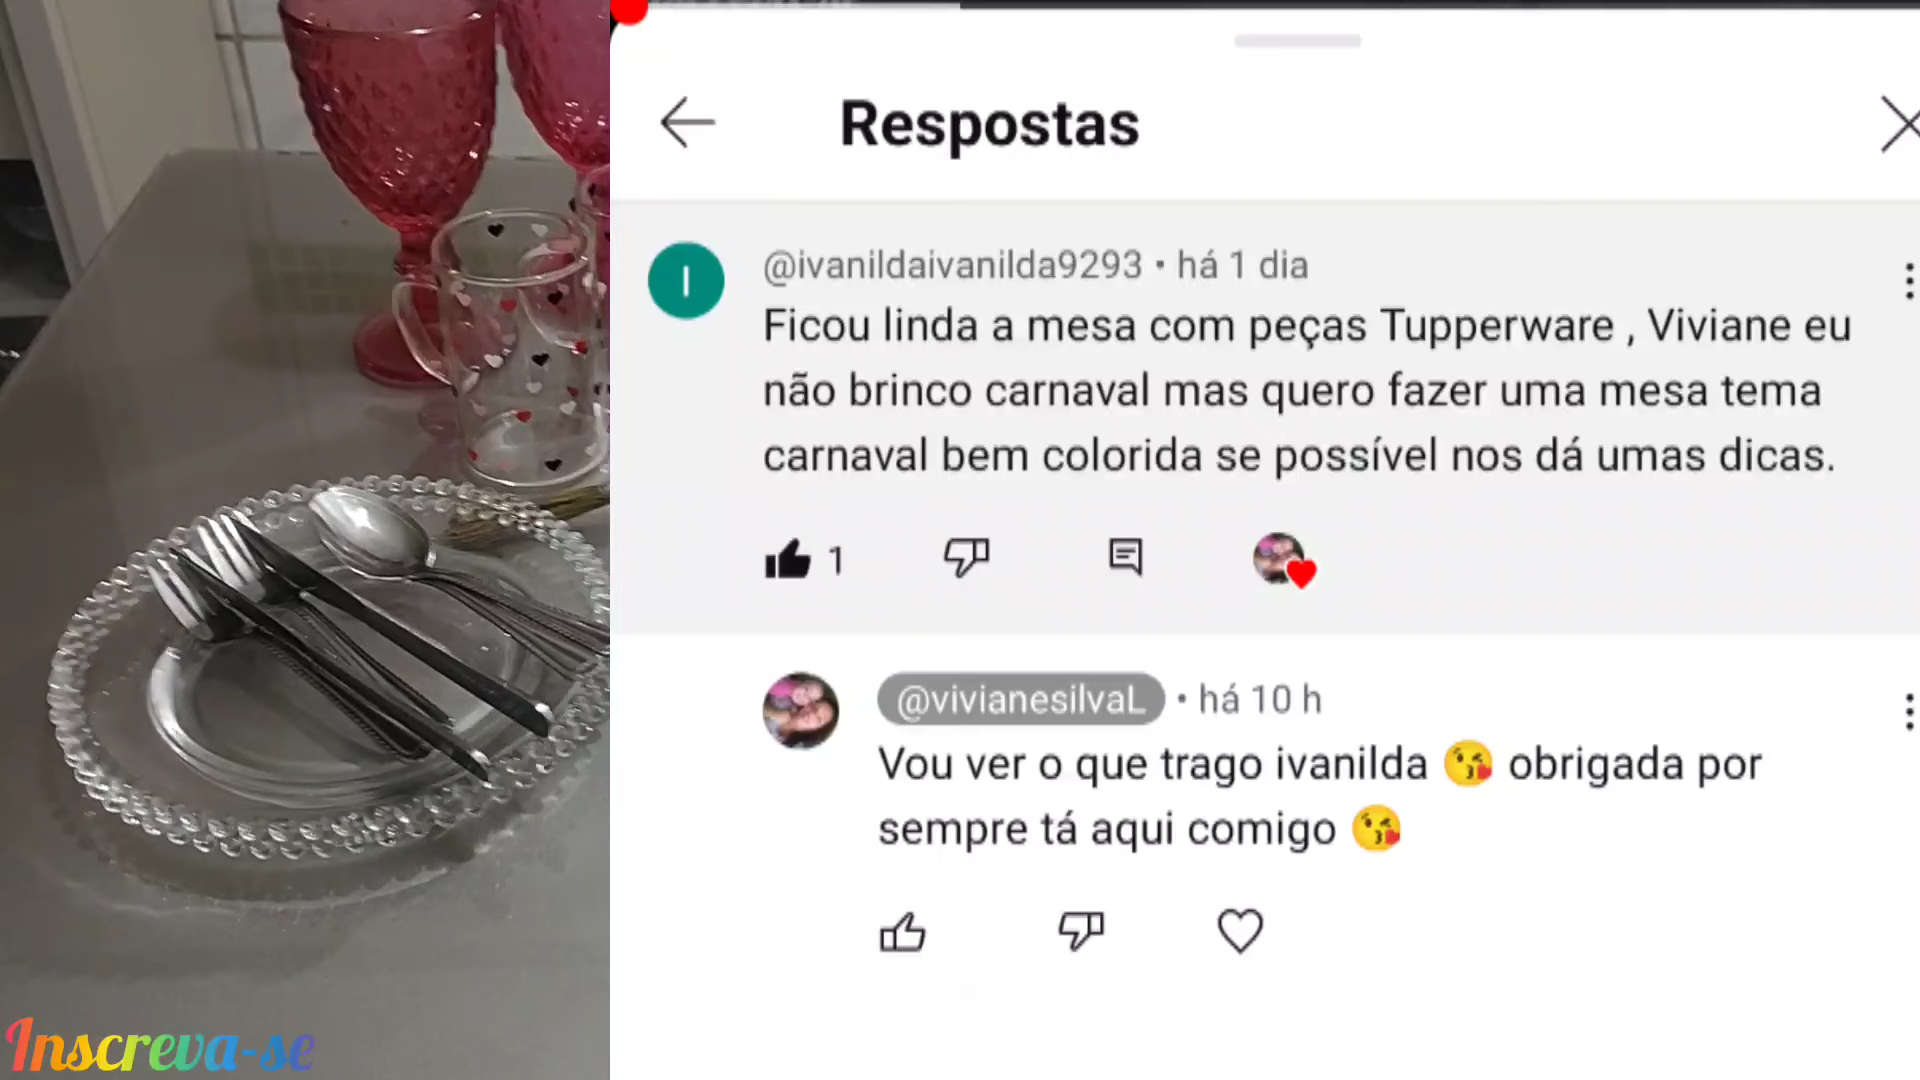 Respostas
@ivanildaivanilda9293 • há 1 dia
Ficou linda a mesa com peças Tupperware , Viviane eu
não brinco carnaval mas quero fazer uma mesa tema
carnaval bem colorida se possível nos dá umas dicas.
1
@vivianesilvaL • há 10 h
Vou ver o que trago ivanilda 😘 obrigada por
sempre tá aqui comigo 😘
Inscreva-se